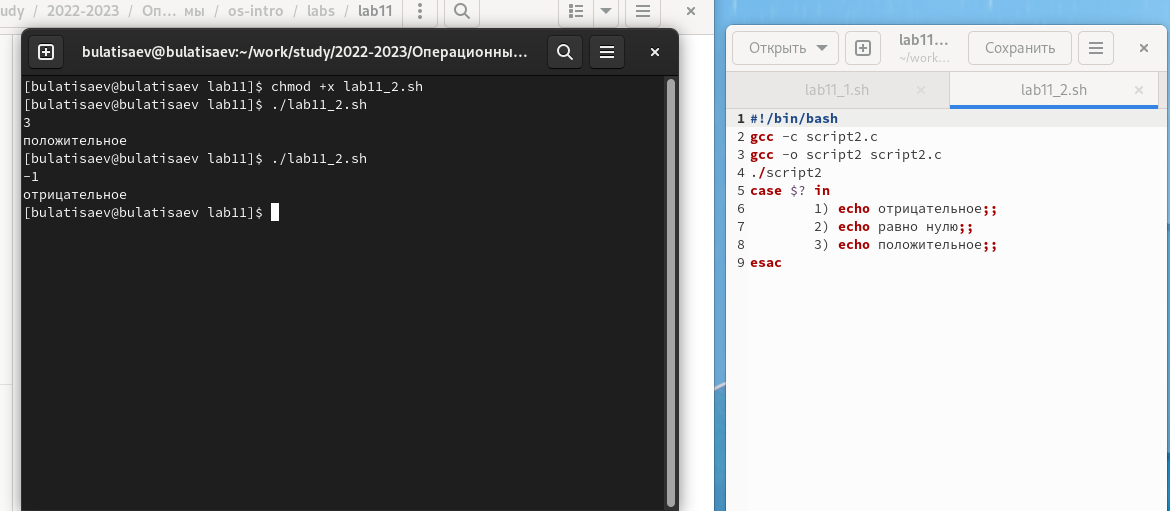 udy / 2022-2023 / Оп… мы / os-intro / labs / lab11
bulatisaev@bulatisaev:~/work/study/2022-2023/Операционны…
[bulatisaev@bulatisaev lab11]$ chmod +x lab11_2.sh
[bulatisaev@bulatisaev lab11]$ ./lab11_2.sh
3
положительное
[bulatisaev@bulatisaev lab11]$ ./lab11_2.sh
-1
отрицательное
[bulatisaev@bulatisaev lab11]$
Открыть
lab11…
~/work…
Сохранить
lab11_1.sh
lab11_2.sh
1 #!/bin/bash
2 gcc -c script2.c
3 gcc -o script2 script2.c
4 ./script2
5 case $? in
6         1) echo отрицательное;;
7         2) echo равно нулю;;
8         3) echo положительное;;
9 esac